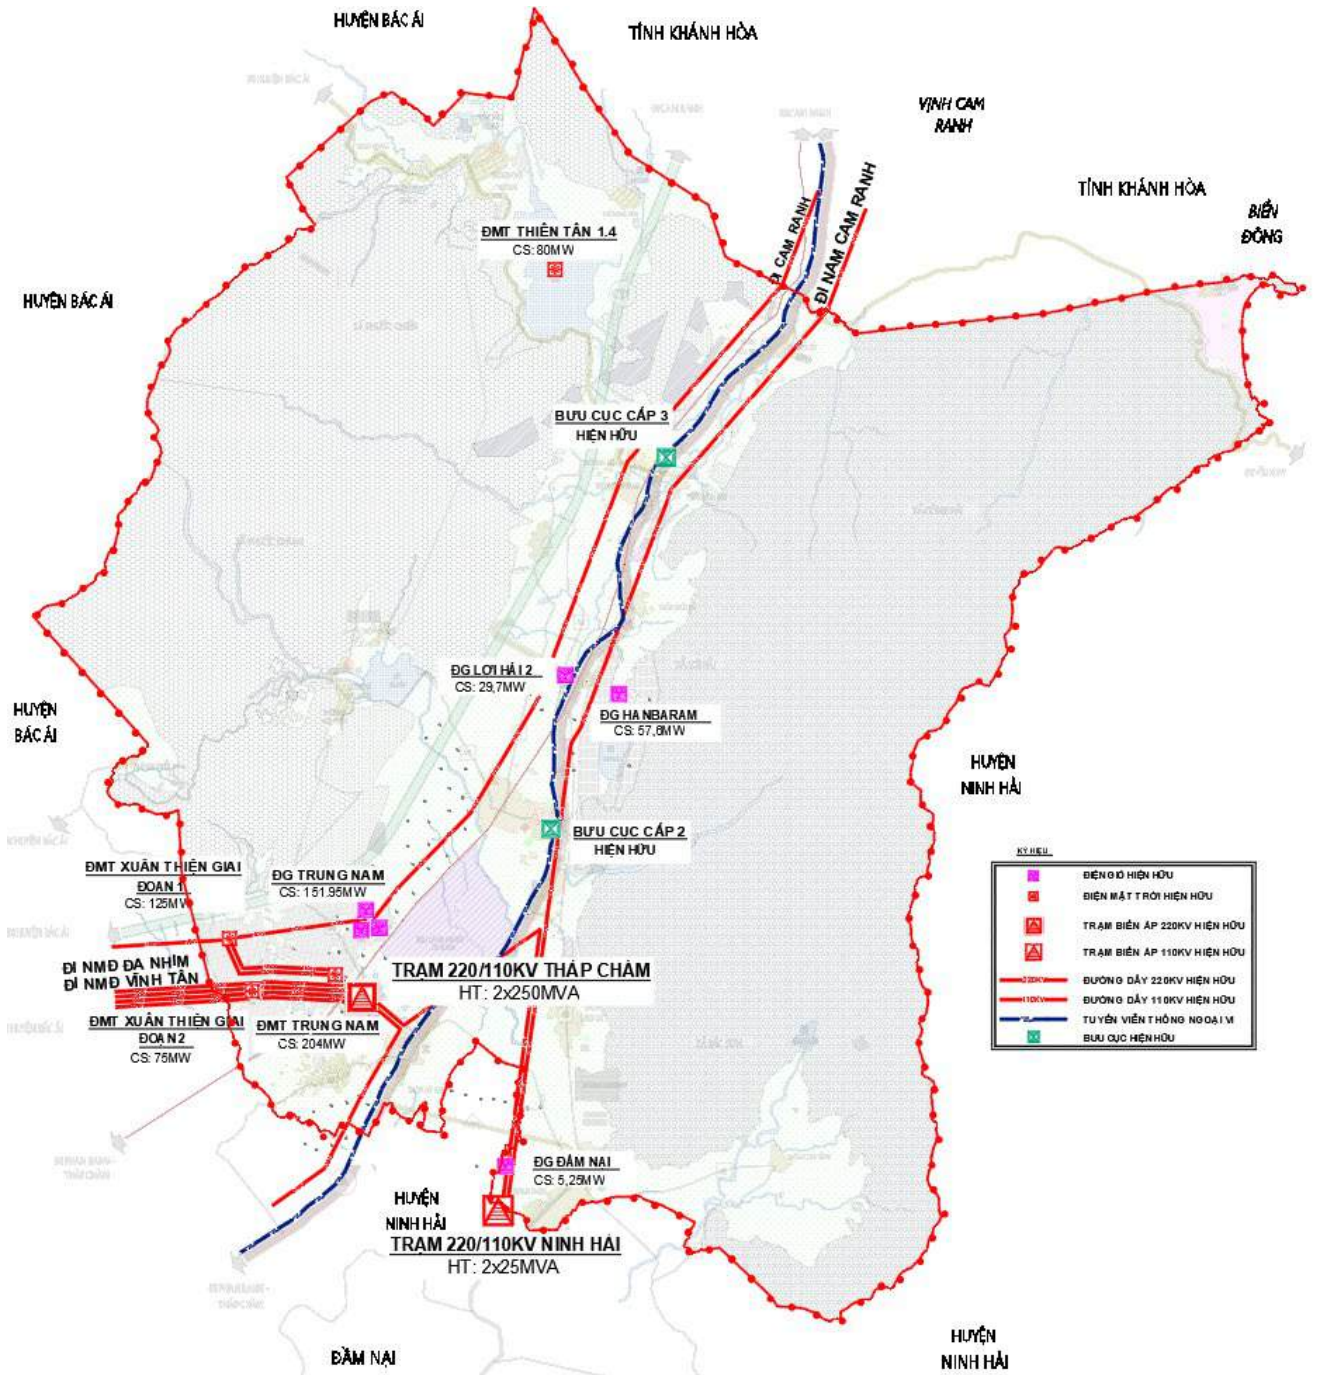 HUYỆN BÁC ÁI
TỈNH KHÁNH HÒA
VỊNH CAM
RANH
TỈNH KHÁNH HÒA
BIỂN
ĐÔNG
ĐMT THIÊN TÂN 1.4
CS: 80MW
ĐI CAM RANH
ĐI NAM CAM RANH
HUYỆN BÁC ÁI
BƯU CỤC CẤP 3
HIỆN HỮU
ĐG LỢI HẢI 2
CS: 29,7MW
ĐG HANBARAM
CS: 57,6MW
HUYỆN
BÁC ÁI
HUYỆN
NINH HẢI
BƯU CỤC CẤP 2
HIỆN HỮU
ĐMT XUÂN THIỆN GIAI
ĐOẠN 1
CS: 125MW
ĐG TRUNG NAM
CS: 151.95MW
ĐI NMĐ ĐA NHIM
ĐI NMĐ VĨNH TÂN
TRẠM 220/110KV THÁP CHÀM
HT: 2x250MVA
ĐMT XUÂN THIỆN GIAI
ĐOẠN 2
CS: 75MW
ĐMT TRUNG NAM
CS: 204MW
KÝ HIỆU
ĐIỆN GIÓ HIỆN HỮU
ĐIỆN MẶT TRỜI HIỆN HỮU
TRẠM BIẾN ÁP 220KV HIỆN HỮU
TRẠM BIẾN ÁP 110KV HIỆN HỮU
220KV ĐƯỜNG DÂY 220KV HIỆN HỮU
110KV ĐƯỜNG DÂY 110KV HIỆN HỮU
TUYẾN VIỄN THÔNG NGOẠI VI
BƯU CỤC HIỆN HỮU
ĐG ĐẦM NẠI
CS: 5,25MW
HUYỆN
NINH HẢI
TRẠM 220/110KV NINH HẢI
HT: 2x25MVA
ĐẦM NẠI
HUYỆN
NINH HẢI